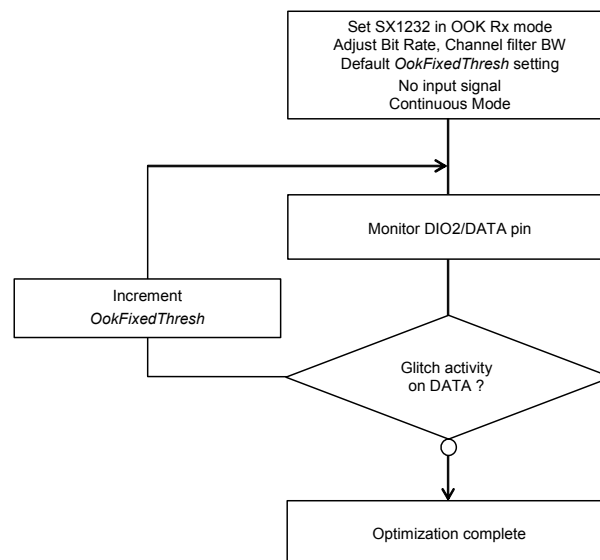 Set SX1232 in OOK Rx mode
Adjust Bit Rate, Channel filter BW
Default OokFixedThresh setting
No input signal
Continuous Mode
Monitor DIO2/DATA pin
Increment
OokFixedThresh
Glitch activity
on DATA ?
Optimization complete